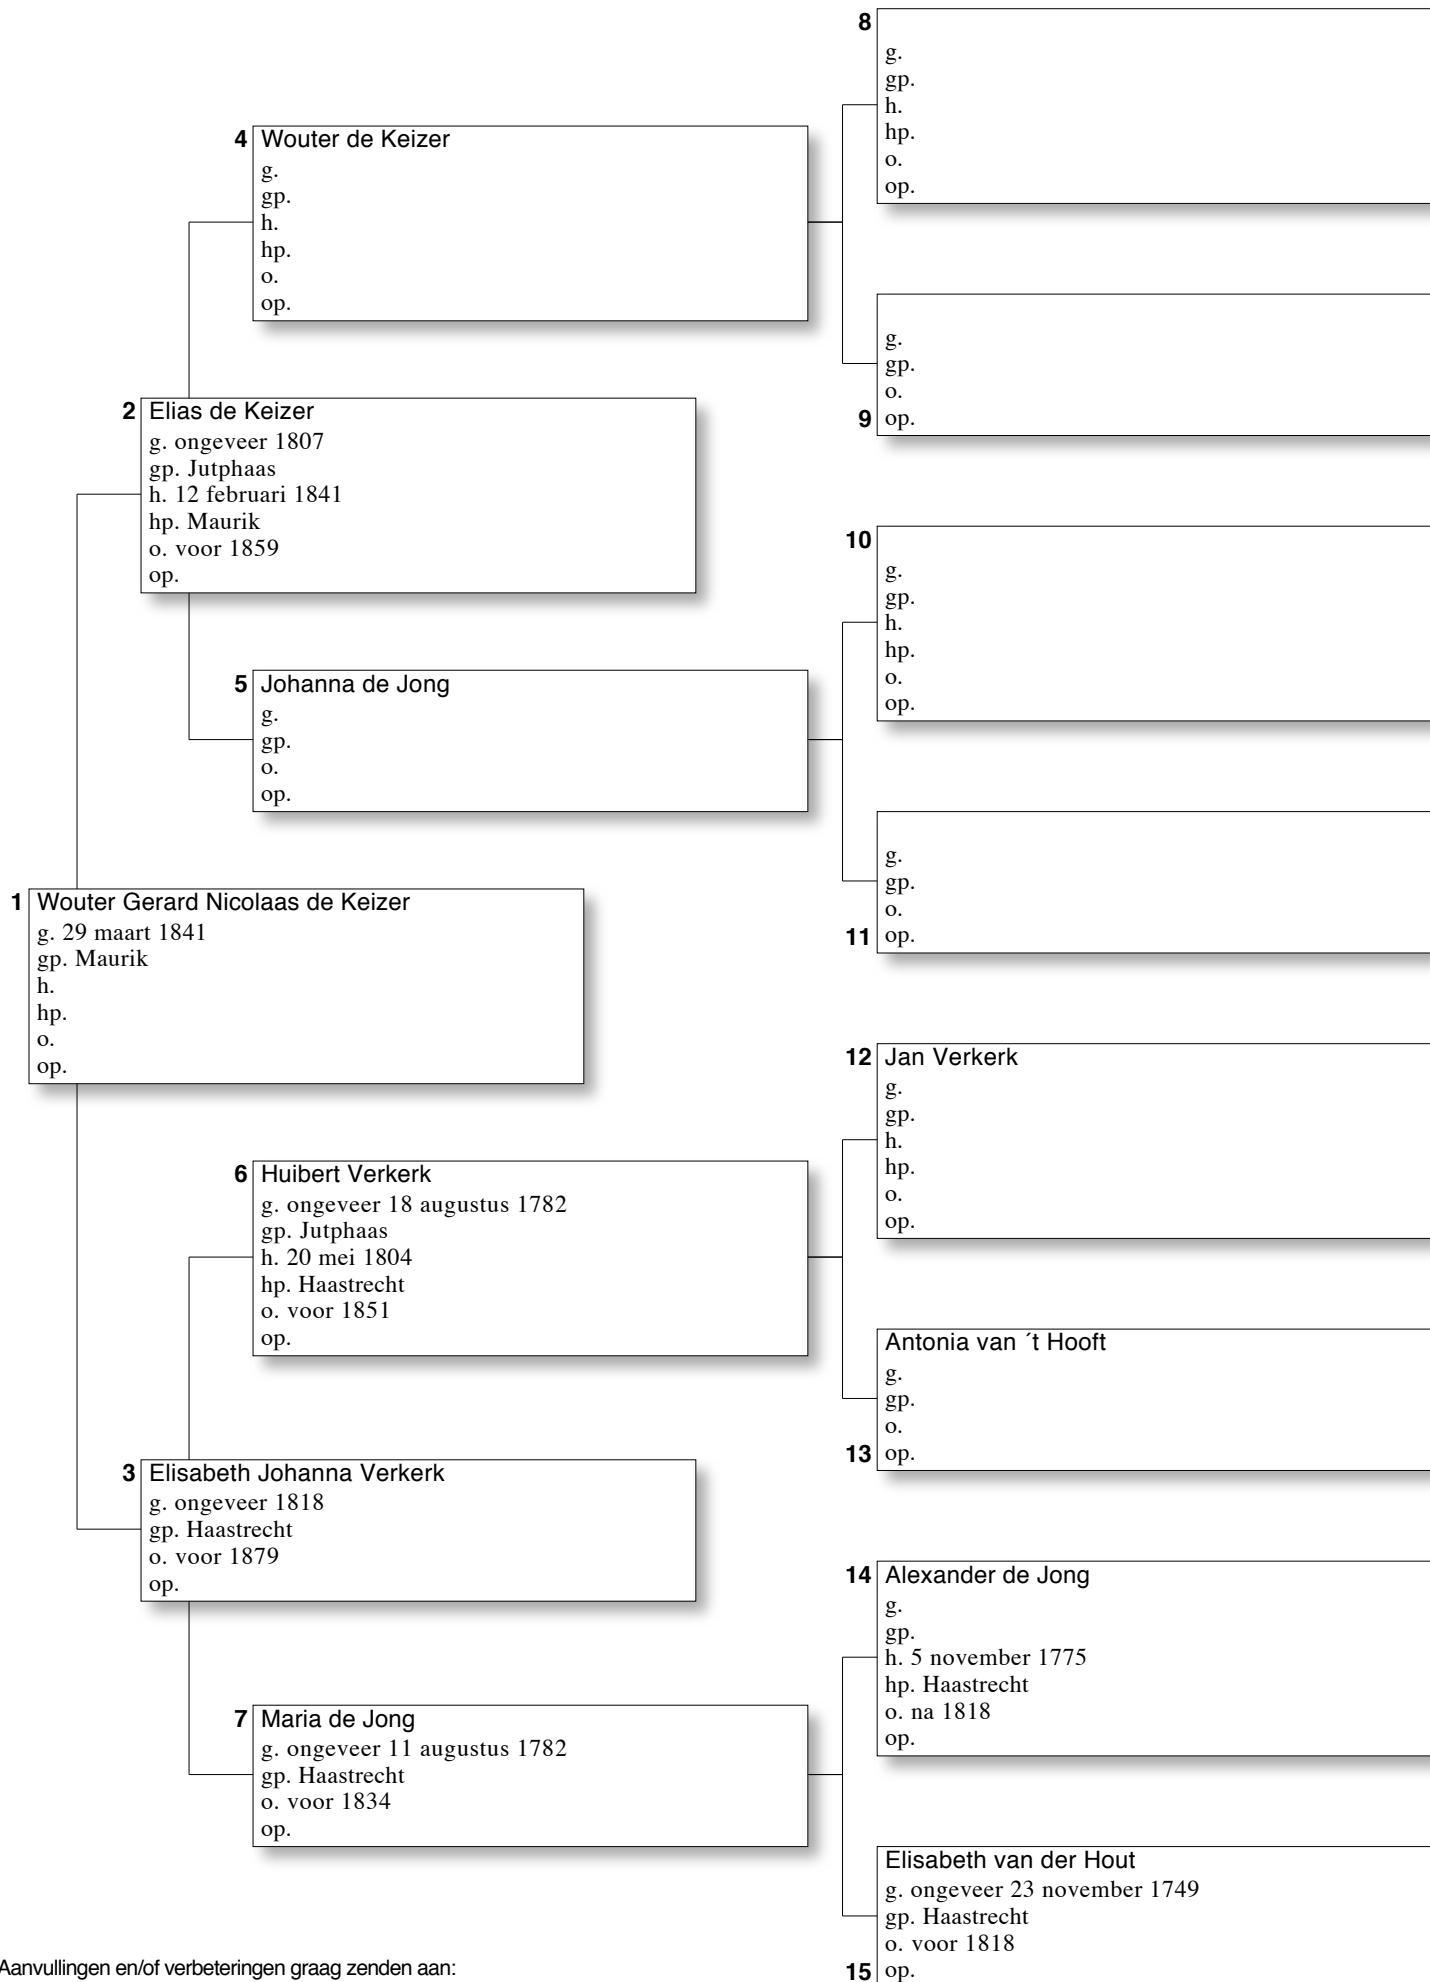 8
g.
gp.
h.
hp.
o.
op.
4 Wouter de Keizer
g.
gp.
h.
hp.
o.
op.
g.
gp.
o.
9 op.
2 Elias de Keizer
g. ongeveer 1807
gp. Jutphaas
h. 12 februari 1841
hp. Maurik
o. voor 1859
op.
10
g.
gp.
h.
hp.
o.
op.
5 Johanna de Jong
g.
gp.
o.
op.
g.
gp.
o.
11 op.
1 Wouter Gerard Nicolaas de Keizer
g. 29 maart 1841
gp. Maurik
h.
hp.
o.
op.
12 Jan Verkerk
g.
gp.
h.
hp.
o.
op.
6 Huibert Verkerk
g. ongeveer 18 augustus 1782
gp. Jutphaas
h. 20 mei 1804
hp. Haastrecht
o. voor 1851
op.
Antonia van ´t Hooft
g.
gp.
o.
13 op.
3 Elisabeth Johanna Verkerk
g. ongeveer 1818
gp. Haastrecht
o. voor 1879
op.
14 Alexander de Jong
g.
gp.
h. 5 november 1775
hp. Haastrecht
o. na 1818
op.
7 Maria de Jong
g. ongeveer 11 augustus 1782
gp. Haastrecht
o. voor 1834
op.
Elisabeth van der Hout
g. ongeveer 23 november 1749
gp. Haastrecht
o. voor 1818
15 op.
Aanvullingen en/of verbeteringen graag zenden aan: